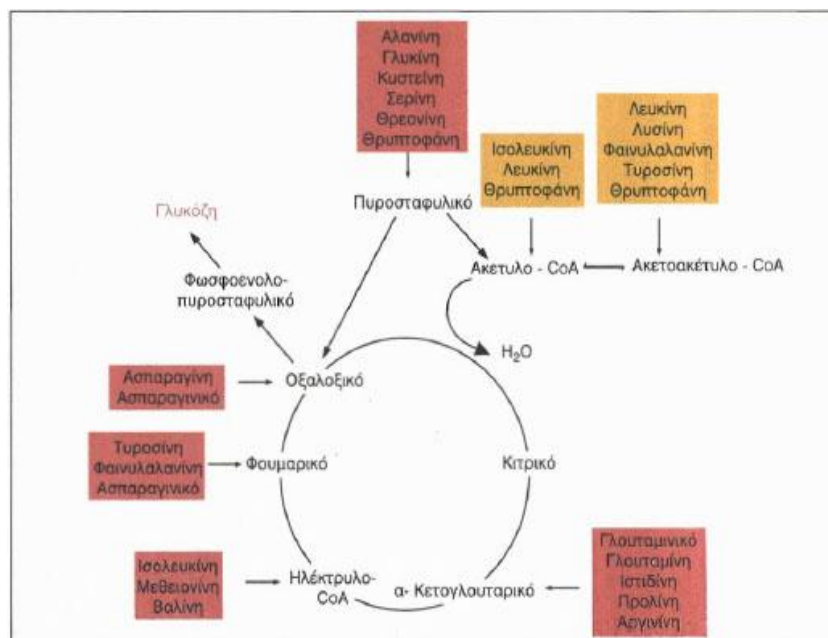 Αλανίνη
Γλυκίνη
Κυστεΐνη
Σερίνη
Θρεονίνη
Θρυπτοφάνη
Λευκίνη
Λυσίνη
Φαινυλαλανίνη
Τυροσίνη
Θρυπτοφάνη
Ισολευκίνη
Λευκίνη
Θρυπτοφάνη
Πυροσταφυλικό
Γλυκόζη
Ακέτυλο - CoA
Ακετοακέτυλο - CoA
Φωσφοενολο-
πυροσταφυλικό
H₂O
Ασπαραγίνη
Ασπαραγινικό
Οξαλοξικό
Τυροσίνη
Φαινυλαλανίνη
Ασπαραγινικό
Φουμαρικό
Κιτρικό
Ισολευκίνη
Μεθειονίνη
Βαλίνη
Ηλέκτρυλο-
CoA
α- Κετογλουταρικό
Γλουταμινικό
Γλουταμίνη
Ιστιδίνη
Προλίνη
Αργινίνη